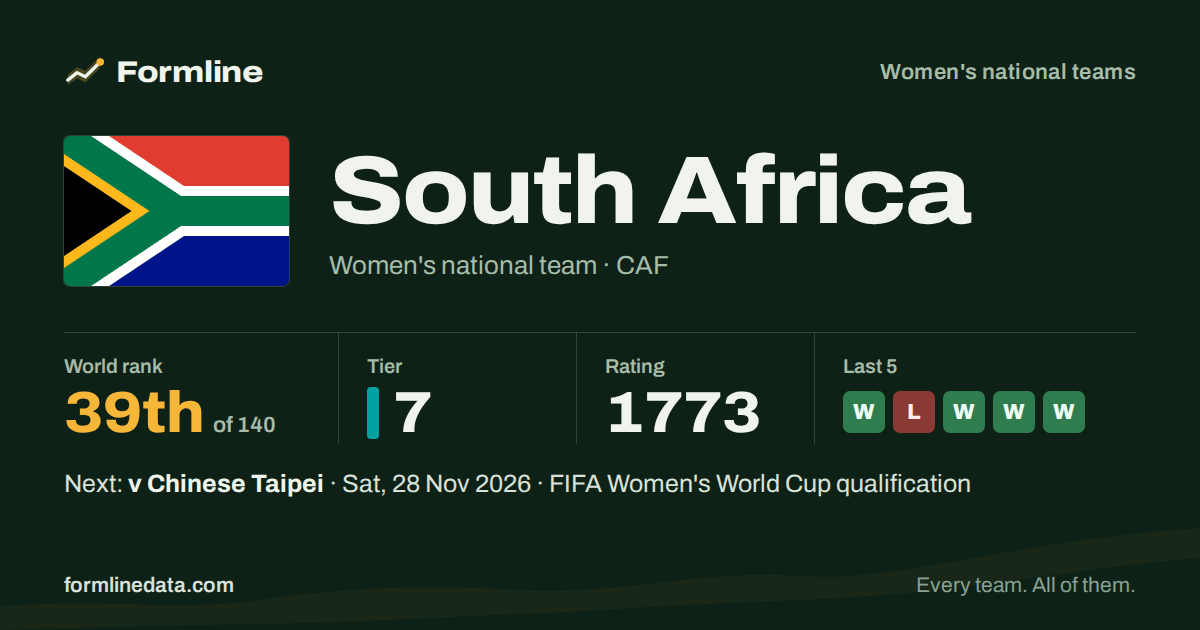 Formline
Women's national teams
South Africa
Women's national team · CAF
World rank
39th of 140
Tier
7
Rating
1773
Last 5
W L W W W
Next: v Chinese Taipei · Sat, 28 Nov 2026 · FIFA Women's World Cup qualification
formlinedata.com
Every team. All of them.